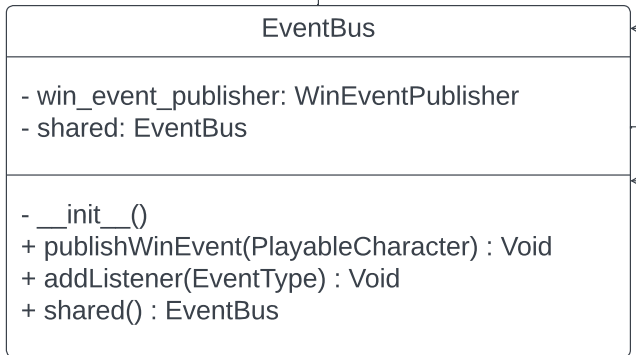 EventBus
- win_event_publisher: WinEventPublisher
- shared: EventBus
- __init__()
+ publishWinEvent(PlayableCharacter) : Void
+ addListener(EventType) : Void
+ shared() : EventBus